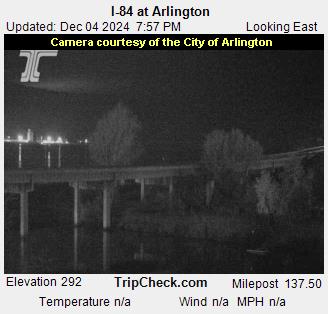 I-84 at Arlington
Updated: Dec 04 2024 7:57 PM Looking East
Camera courtesy of the City of Arlington
Elevation 292 TripCheck.com Milepost 137.50
Temperature n/a Wind n/a MPH n/a